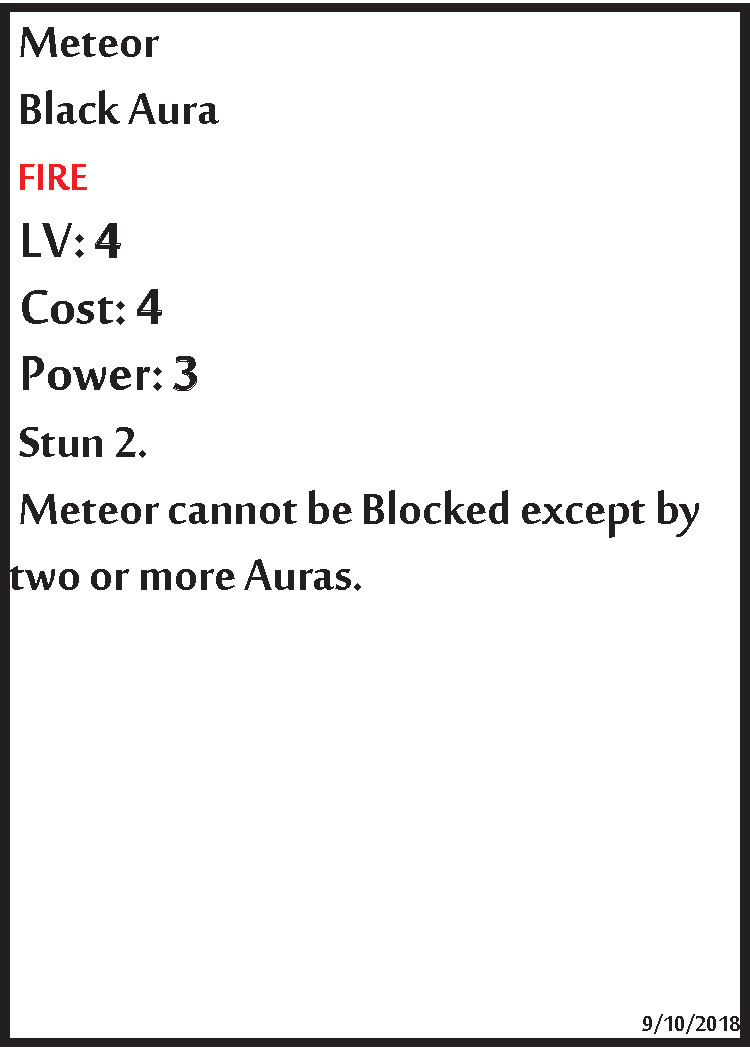 Meteor
Black Aura
FIRE
LV: 4
Cost: 4
Power: 3
Stun 2.
Meteor cannot be Blocked except by
two or more Auras.
9/10/2018